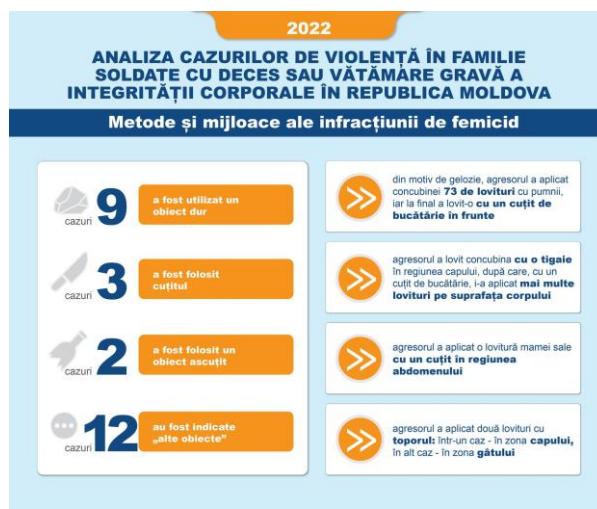 2022
ANALIZA CAZURILOR DE VIOLENȚĂ ÎN FAMILIE
SOLDATE CU DECES SAU VĂTĂMARE GRAVĂ A
INTEGRITĂȚII CORPORALE ÎN REPUBLICA MOLDOVA
Metode și mijloace ale infracțiunii de femicid
cazuri 9
a fost utilizat un
obiect dur
cazuri 3
a fost folosit
cuțitul
cazuri 2
a fost folosit un
obiect ascuțit
cazuri 12
au fost indicate
„alte obiecte”
din motiv de gelozie, agresorul a aplicat
concubinei 73 de lovituri cu pumnii,
iar la final a lovit-o cu un cuțit de
bucătărie în frunte
agresorul a lovit concubina cu o tigaie
în regiunea capului, după care, cu un
cuțit de bucătărie, i-a aplicat mai multe
lovituri pe suprafața corpului
agresorul a aplicat o lovitură mamei sale
cu un cuțit în regiunea
abdomenului
agresorul a aplicat două lovituri cu
toporul: într-un caz - în zona capului,
în alt caz - în zona gâtului